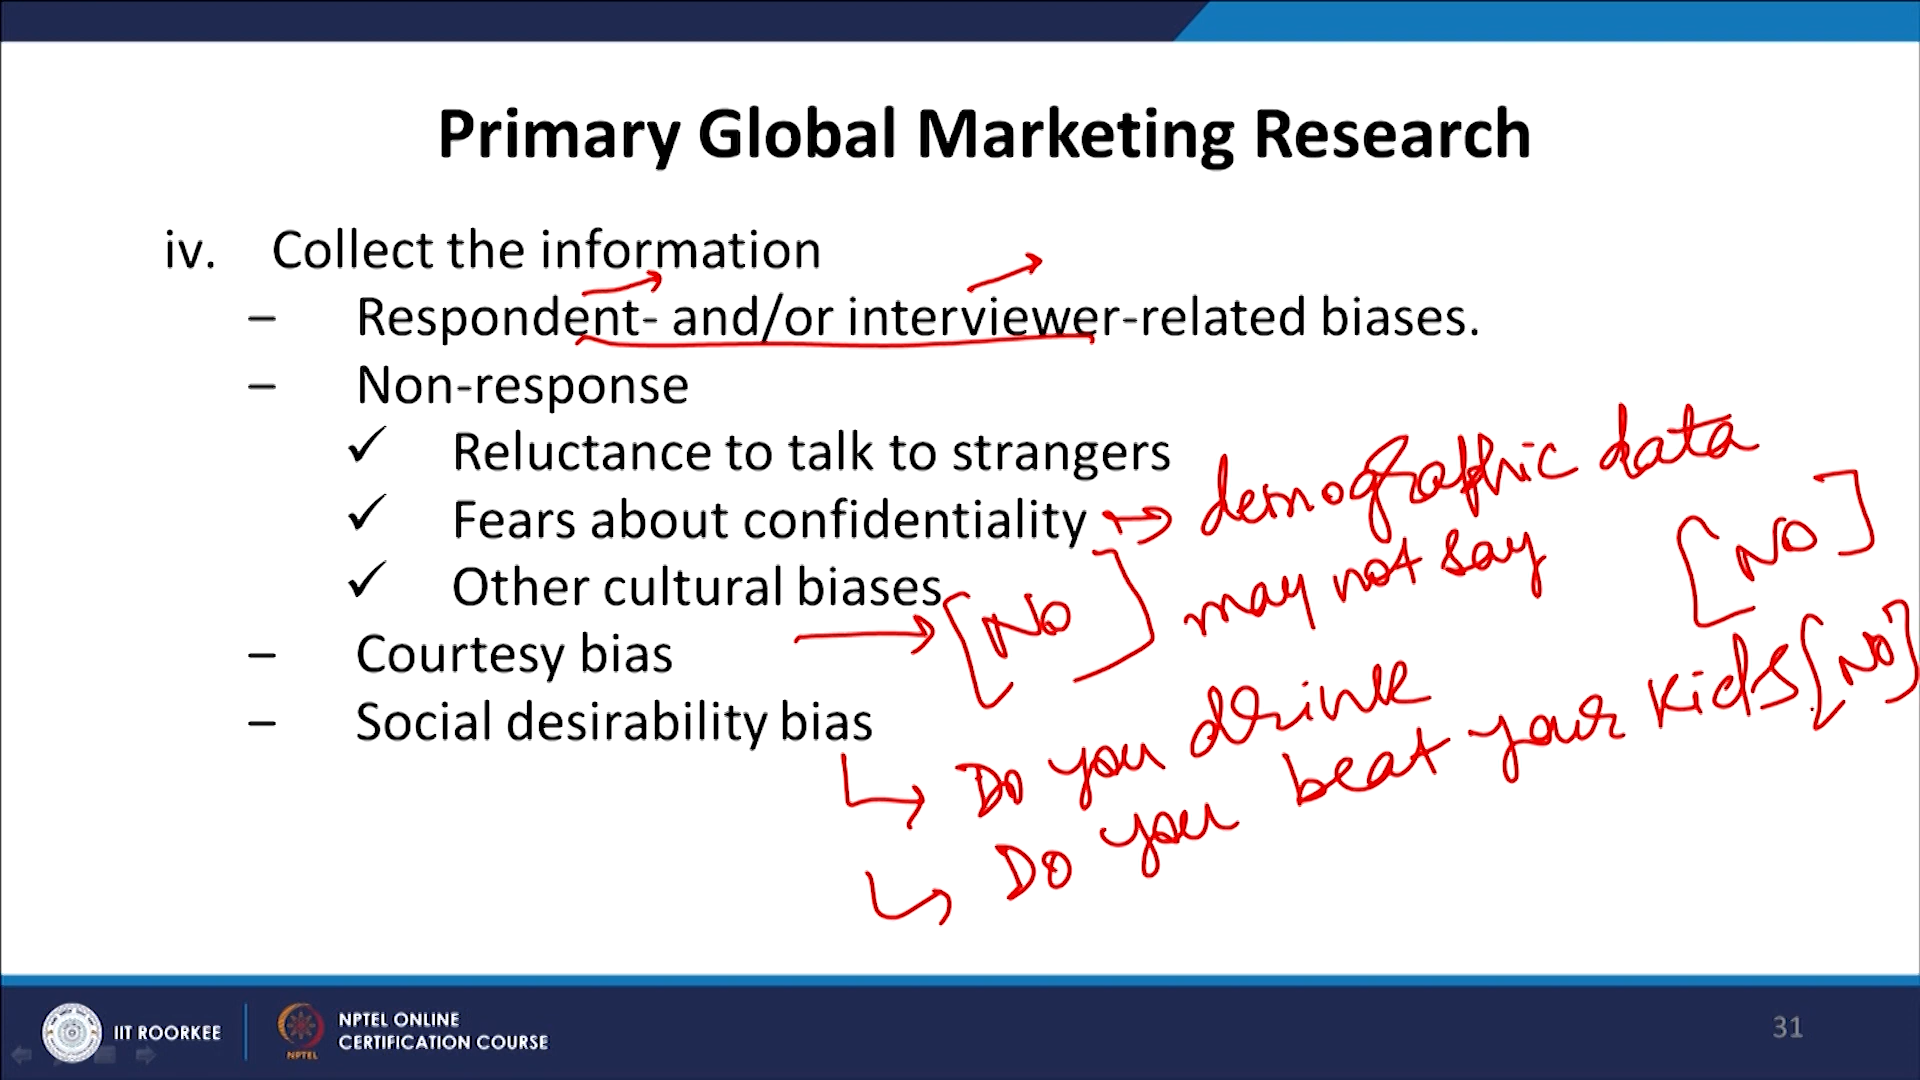 Primary Global Marketing Research
iv. Collect the information
– Respondent- and/or interviewer-related biases.
– Non-response
✓ Reluctance to talk to strangers
✓ Fears about confidentiality → demographic data
may not say [NO]
✓ Other cultural biases
– Courtesy bias → [No]
– Social desirability bias
↳ Do you drink
↳ Do you beat your kids [NO]
IIT ROORKEE
NPTEL
NPTEL ONLINE
CERTIFICATION COURSE
31